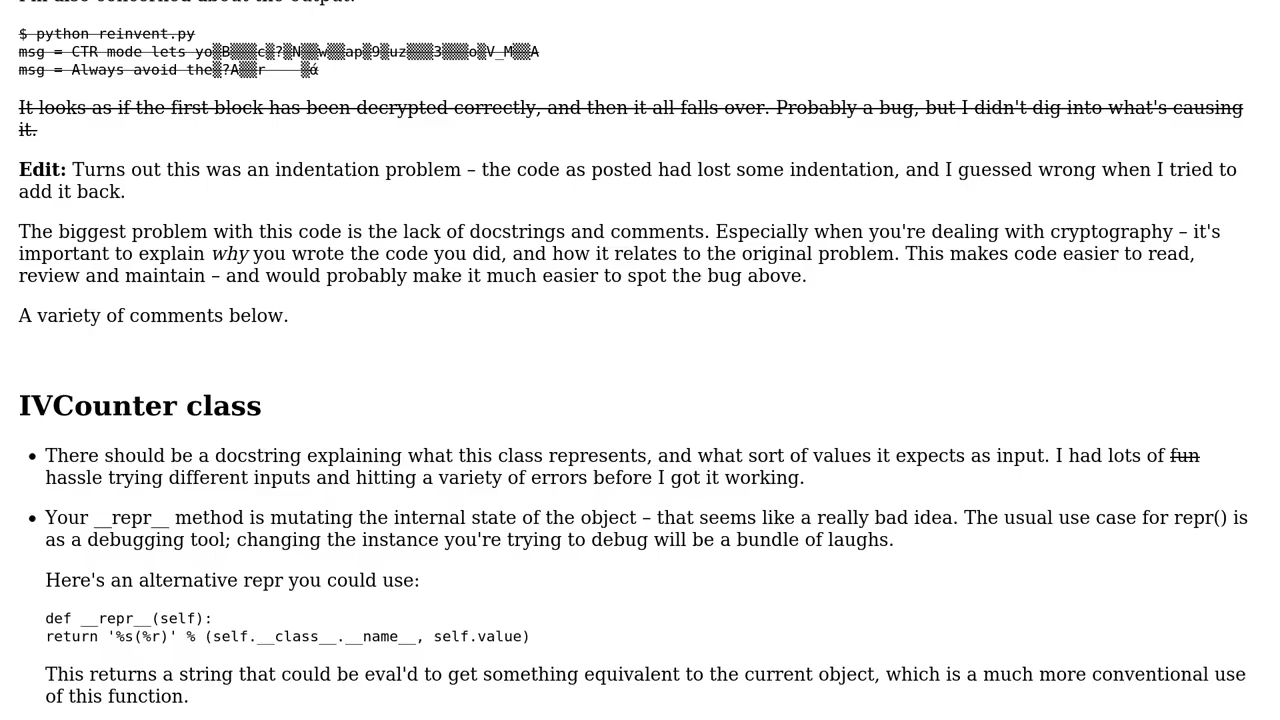 I'm also concerned about the output:
$ python reinvent.py
msg = CTR mode lets yo▒B▒▒▒c▒?▒N▒▒w▒▒ap▒9▒uz▒▒▒3▒▒▒o▒V_M▒▒A
msg = Always avoid the▒?A▒▒r    ▒ά
It looks as if the first block has been decrypted correctly, and then it all falls over. Probably a bug, but I didn't dig into what's causing
it.
Edit: Turns out this was an indentation problem – the code as posted had lost some indentation, and I guessed wrong when I tried to
add it back.
The biggest problem with this code is the lack of docstrings and comments. Especially when you're dealing with cryptography – it's
important to explain why you wrote the code you did, and how it relates to the original problem. This makes code easier to read,
review and maintain – and would probably make it much easier to spot the bug above.
A variety of comments below.
IVCounter class
• There should be a docstring explaining what this class represents, and what sort of values it expects as input. I had lots of fun
hassle trying different inputs and hitting a variety of errors before I got it working.
• Your __repr__ method is mutating the internal state of the object – that seems like a really bad idea. The usual use case for repr() is
as a debugging tool; changing the instance you're trying to debug will be a bundle of laughs.
Here's an alternative repr you could use:
def __repr__(self):
return '%s(%r)' % (self.__class__.__name__, self.value)
This returns a string that could be eval'd to get something equivalent to the current object, which is a much more conventional use
of this function.